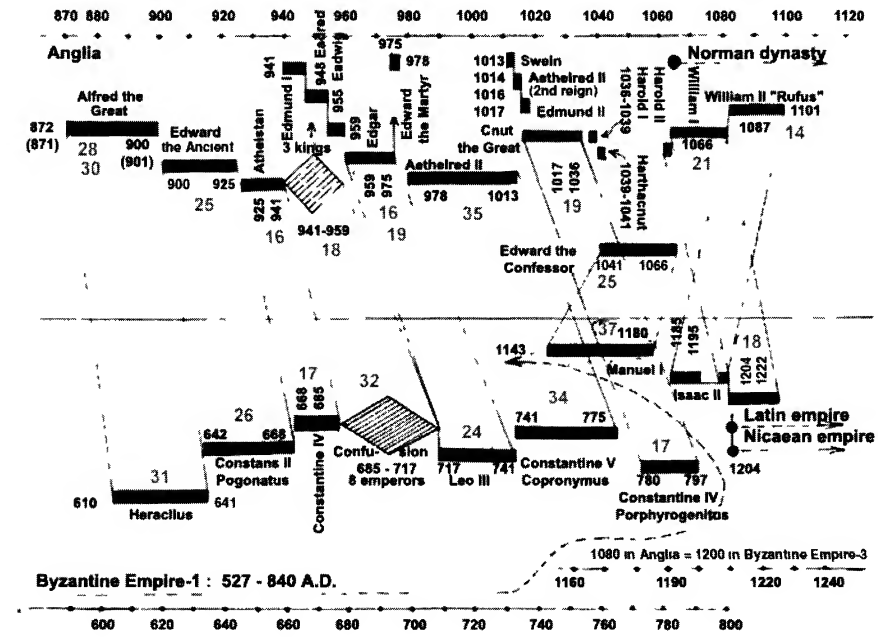 870 880 900 920 940 960 980 1000 1020 1040 1060 1080 1100 1120
Anglia
941
Edmund I
948 Eadred
955 Eadwig
975
978
1013 Swein
1014 Aethelred II
(2nd reign)
1016
1017 Edmund II
Harold I
1036-1039
Harold II
William I
Norman dynasty
William II "Rufus"
1101
1087
14
Alfred the
Great
872
(871)
28
30
900
(901)
Edward
the Ancient
900 925
25
Athelstan
925
941
16
3 kings
941-959
18
959
Edgar
959
975
16
19
Edward
the Martyr
Aethelred II
978 1013
35
Cnut
the Great
1017
1036
19
Harthacnut
1039-1041
1066
21
Edward the
Confessor
1041 1066
25
1143
37
1180
Manuel I
1185
1195
Isaac II
18
1204
1222
Latin empire
Nicaean empire
1204
610
31
641
Heraclius
26
642 668
Constans II
Pogonatus
17
668
685
Constantine IV
32
Confu- sion
685 - 717
8 emperors
24
717 741
Leo III
34
741 775
Constantine V
Copronymus
17
780 797
Constantine IV
Porphyrogenitus
1080 in Anglia = 1200 in Byzantine Empire-3
1160 1190 1220 1240
Byzantine Empire-1 : 527 - 840 A.D.
600 620 640 660 680 700 720 740 760 780 800